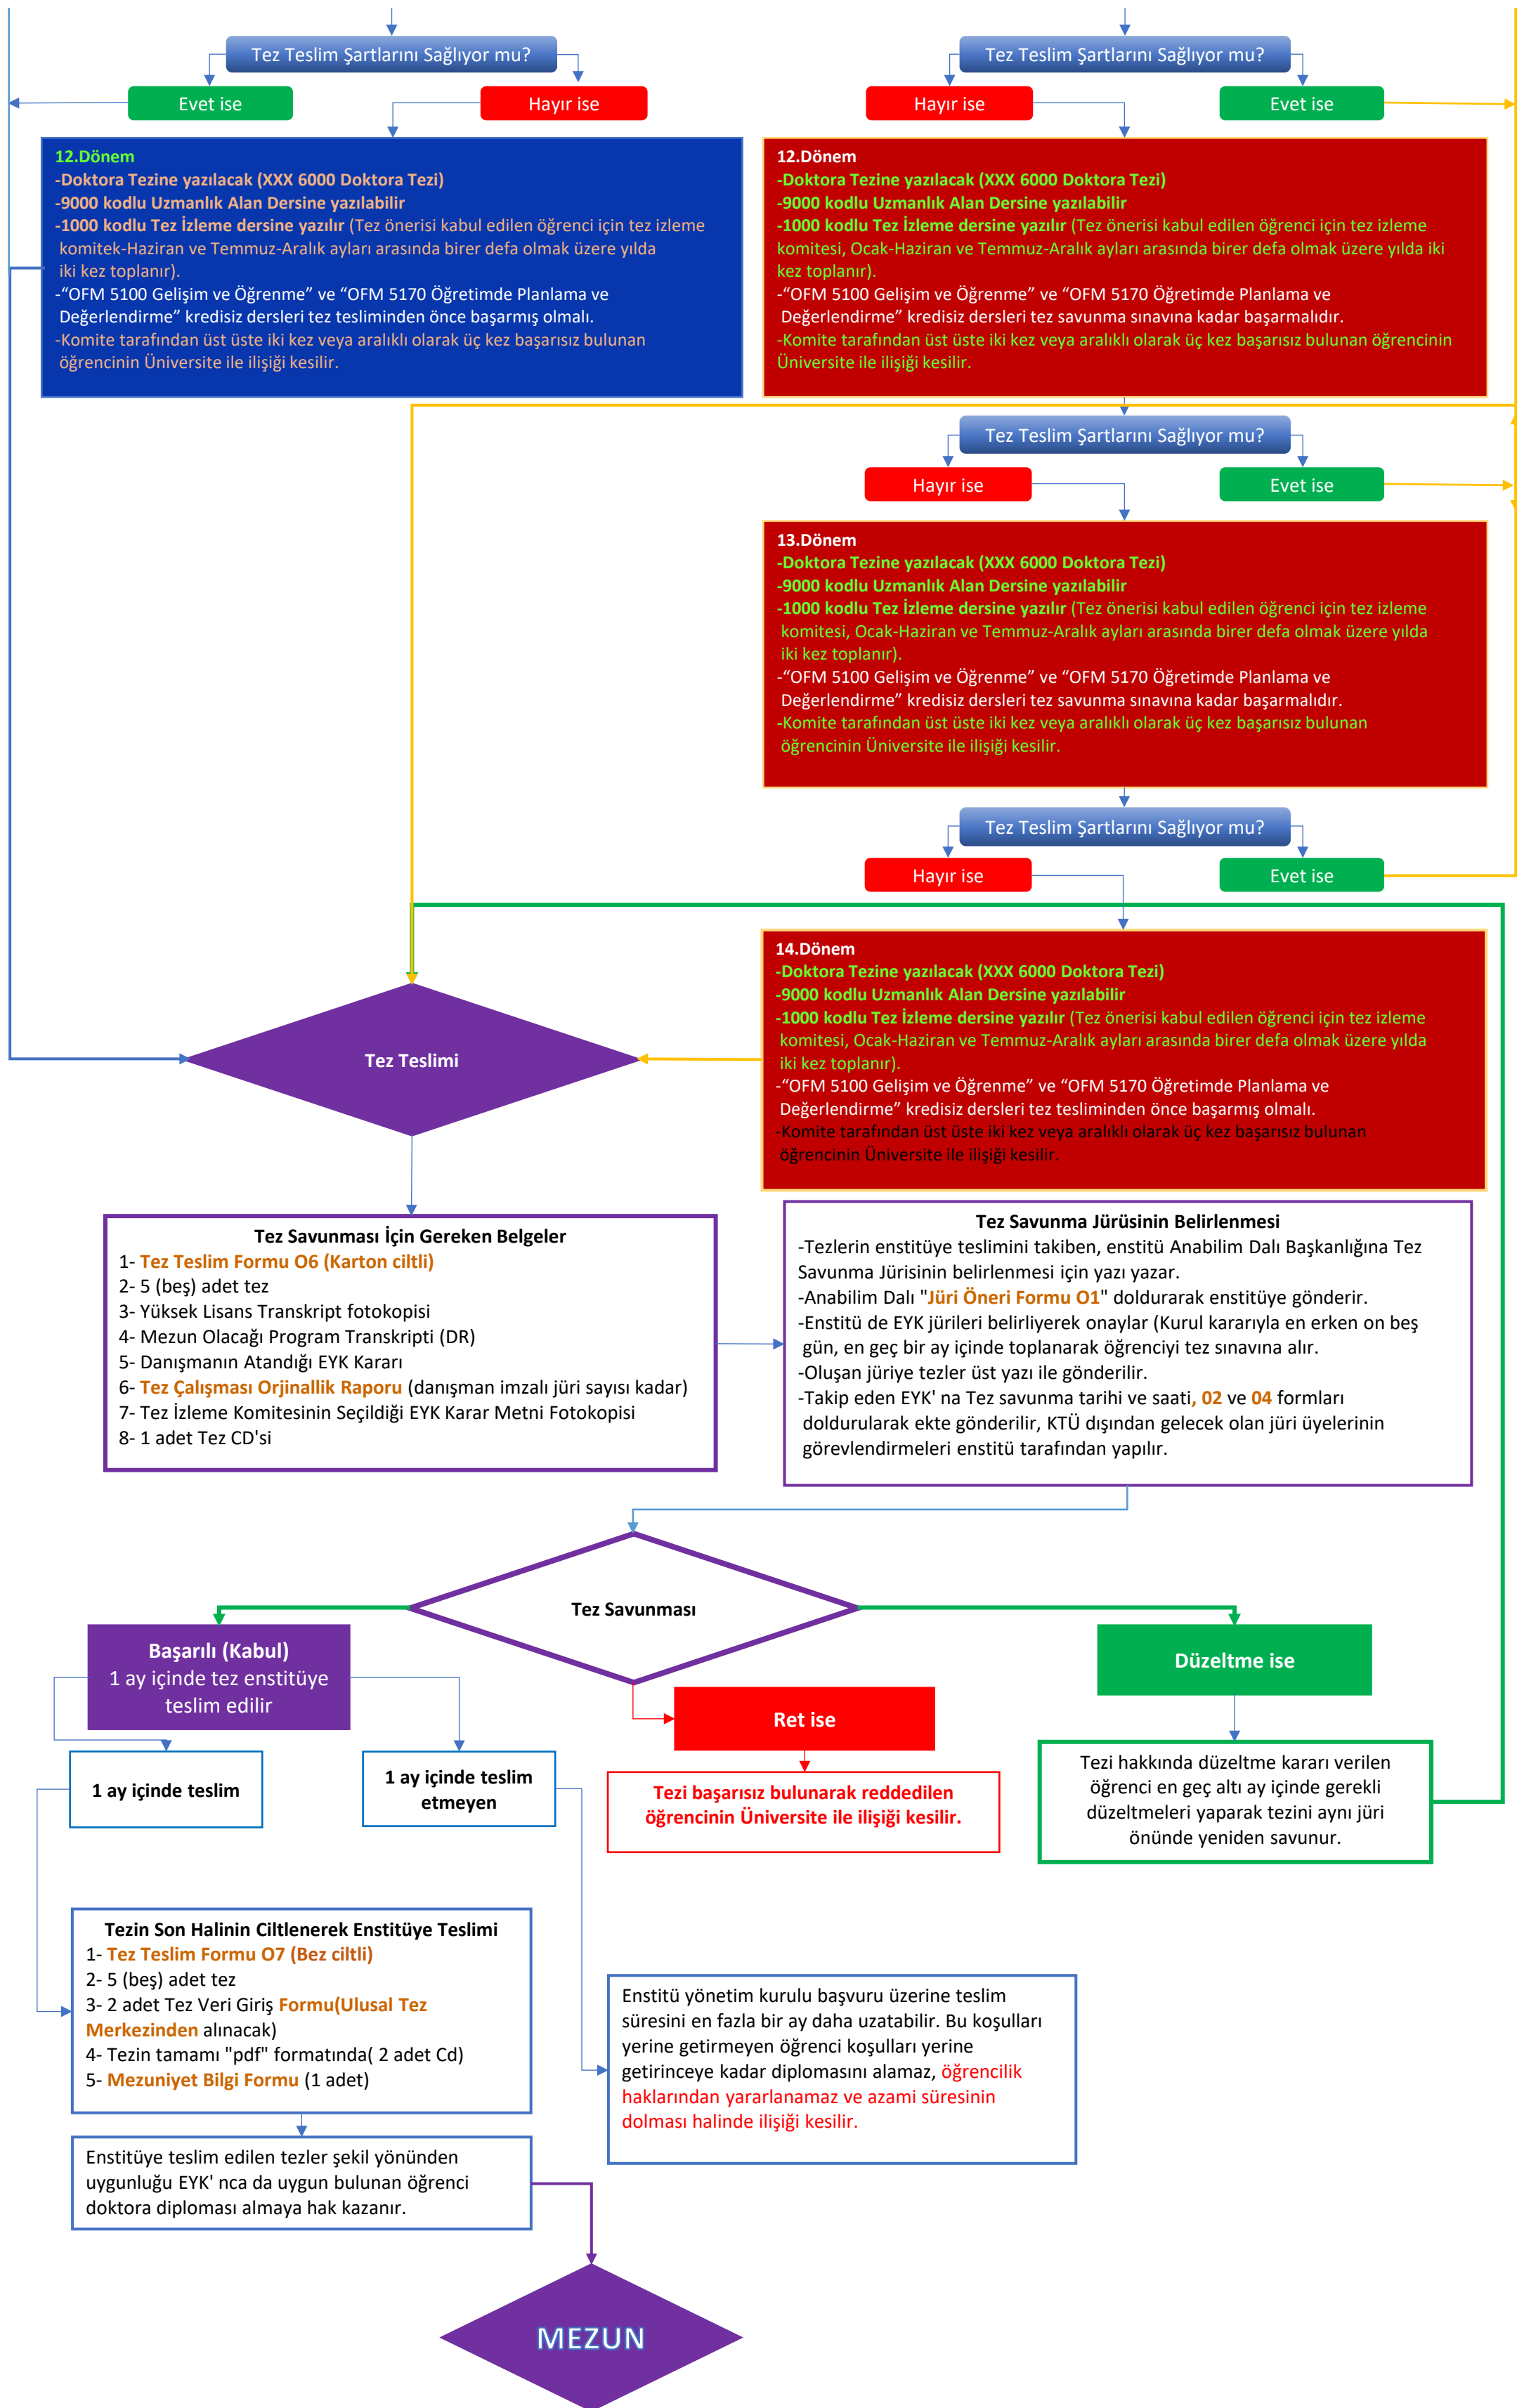 Tez Teslim Şartlarını Sağlıyor mu?
Evet ise
Hayır ise
12.Dönem
-Doktora Tezine yazılacak (XXX 6000 Doktora Tezi)
-9000 kodlu Uzmanlık Alan Dersine yazılabilir
-1000 kodlu Tez İzleme dersine yazılır (Tez önerisi kabul edilen öğrenci için tez izleme
komitek-Haziran ve Temmuz-Aralık ayları arasında birer defa olmak üzere yılda
iki kez toplanır).
-“OFM 5100 Gelişim ve Öğrenme” ve “OFM 5170 Öğretimde Planlama ve
Değerlendirme” kredisiz dersleri tez tesliminden önce başarmış olmalı.
-Komite tarafından üst üste iki kez veya aralıklı olarak üç kez başarısız bulunan
öğrencinin Üniversite ile ilişiği kesilir.
Tez Teslim Şartlarını Sağlıyor mu?
Hayır ise
Evet ise
12.Dönem
-Doktora Tezine yazılacak (XXX 6000 Doktora Tezi)
-9000 kodlu Uzmanlık Alan Dersine yazılabilir
-1000 kodlu Tez İzleme dersine yazılır (Tez önerisi kabul edilen öğrenci için tez izleme
komitesi, Ocak-Haziran ve Temmuz-Aralık ayları arasında birer defa olmak üzere yılda iki
kez toplanır).
-“OFM 5100 Gelişim ve Öğrenme” ve “OFM 5170 Öğretimde Planlama ve
Değerlendirme” kredisiz dersleri tez savunma sınavına kadar başarmalıdır.
-Komite tarafından üst üste iki kez veya aralıklı olarak üç kez başarısız bulunan öğrencinin
Üniversite ile ilişiği kesilir.
Tez Teslim Şartlarını Sağlıyor mu?
Hayır ise
Evet ise
13.Dönem
-Doktora Tezine yazılacak (XXX 6000 Doktora Tezi)
-9000 kodlu Uzmanlık Alan Dersine yazılabilir
-1000 kodlu Tez İzleme dersine yazılır (Tez önerisi kabul edilen öğrenci için tez izleme
komitesi, Ocak-Haziran ve Temmuz-Aralık ayları arasında birer defa olmak üzere yılda
iki kez toplanır).
-“OFM 5100 Gelişim ve Öğrenme” ve “OFM 5170 Öğretimde Planlama ve
Değerlendirme” kredisiz dersleri tez savunma sınavına kadar başarmalıdır.
-Komite tarafından üst üste iki kez veya aralıklı olarak üç kez başarısız bulunan
öğrencinin Üniversite ile ilişiği kesilir.
Tez Teslim Şartlarını Sağlıyor mu?
Hayır ise
Evet ise
14.Dönem
-Doktora Tezine yazılacak (XXX 6000 Doktora Tezi)
-9000 kodlu Uzmanlık Alan Dersine yazılabilir
-1000 kodlu Tez İzleme dersine yazılır (Tez önerisi kabul edilen öğrenci için tez izleme
komitesi, Ocak-Haziran ve Temmuz-Aralık ayları arasında birer defa olmak üzere yılda
iki kez toplanır).
-“OFM 5100 Gelişim ve Öğrenme” ve “OFM 5170 Öğretimde Planlama ve
Değerlendirme” kredisiz dersleri tez tesliminden önce başarmış olmalı.
-Komite tarafından üst üste iki kez veya aralıklı olarak üç kez başarısız bulunan
öğrencinin Üniversite ile ilişiği kesilir.
Tez Teslimi
Tez Savunması İçin Gereken Belgeler
1- Tez Teslim Formu O6 (Karton ciltli)
2- 5 (beş) adet tez
3- Yüksek Lisans Transkript fotokopisi
4- Mezun Olacağı Program Transkripti (DR)
5- Danışmanın Atandığı EYK Kararı
6- Tez Çalışması Orjinallik Raporu (danışman imzalı jüri sayısı kadar)
7- Tez İzleme Komitesinin Seçildiği EYK Karar Metni Fotokopisi
8- 1 adet Tez CD'si
Tez Savunma Jürüsinin Belirlenmesi
-Tezlerin enstitüye teslimini takiben, enstitü Anabilim Dalı Başkanlığına Tez
Savunma Jürisinin belirlenmesi için yazı yazar.
-Anabilim Dalı "Jüri Öneri Formu O1" doldurarak enstitüye gönderir.
-Enstitü de EYK jürileri belirliyerek onaylar (Kurul kararıyla en erken on beş
gün, en geç bir ay içinde toplanarak öğrenciyi tez sınavına alır.
-Oluşan jüriye tezler üst yazı ile gönderilir.
-Takip eden EYK' na Tez savunma tarihi ve saati, 02 ve 04 formları
doldurularak ekte gönderilir, KTÜ dışından gelecek olan jüri üyelerinin
görevlendirmeleri enstitü tarafından yapılır.
Tez Savunması
Başarılı (Kabul)
1 ay içinde tez enstitüye
teslim edilir
Düzeltme ise
Ret ise
1 ay içinde teslim
1 ay içinde teslim
etmeyen
Tezi başarısız bulunarak reddedilen
öğrencinin Üniversite ile ilişiği kesilir.
Tezi hakkında düzeltme kararı verilen
öğrenci en geç altı ay içinde gerekli
düzeltmeleri yaparak tezini aynı jüri
önünde yeniden savunur.
Tezin Son Halinin Ciltlenerek Enstitüye Teslimi
1- Tez Teslim Formu O7 (Bez ciltli)
2- 5 (beş) adet tez
3- 2 adet Tez Veri Giriş Formu(Ulusal Tez
Merkezinden alınacak)
4- Tezin tamamı "pdf" formatında( 2 adet Cd)
5- Mezuniyet Bilgi Formu (1 adet)
Enstitü yönetim kurulu başvuru üzerine teslim
süresini en fazla bir ay daha uzatabilir. Bu koşulları
yerine getirmeyen öğrenci koşulları yerine
getirinceye kadar diplomasını alamaz, öğrencilik
haklarından yararlanamaz ve azami süresinin
dolması halinde ilişiği kesilir.
Enstitüye teslim edilen tezler şekil yönünden
uygunluğu EYK' nca da uygun bulunan öğrenci
doktora diploması almaya hak kazanır.
MEZUN